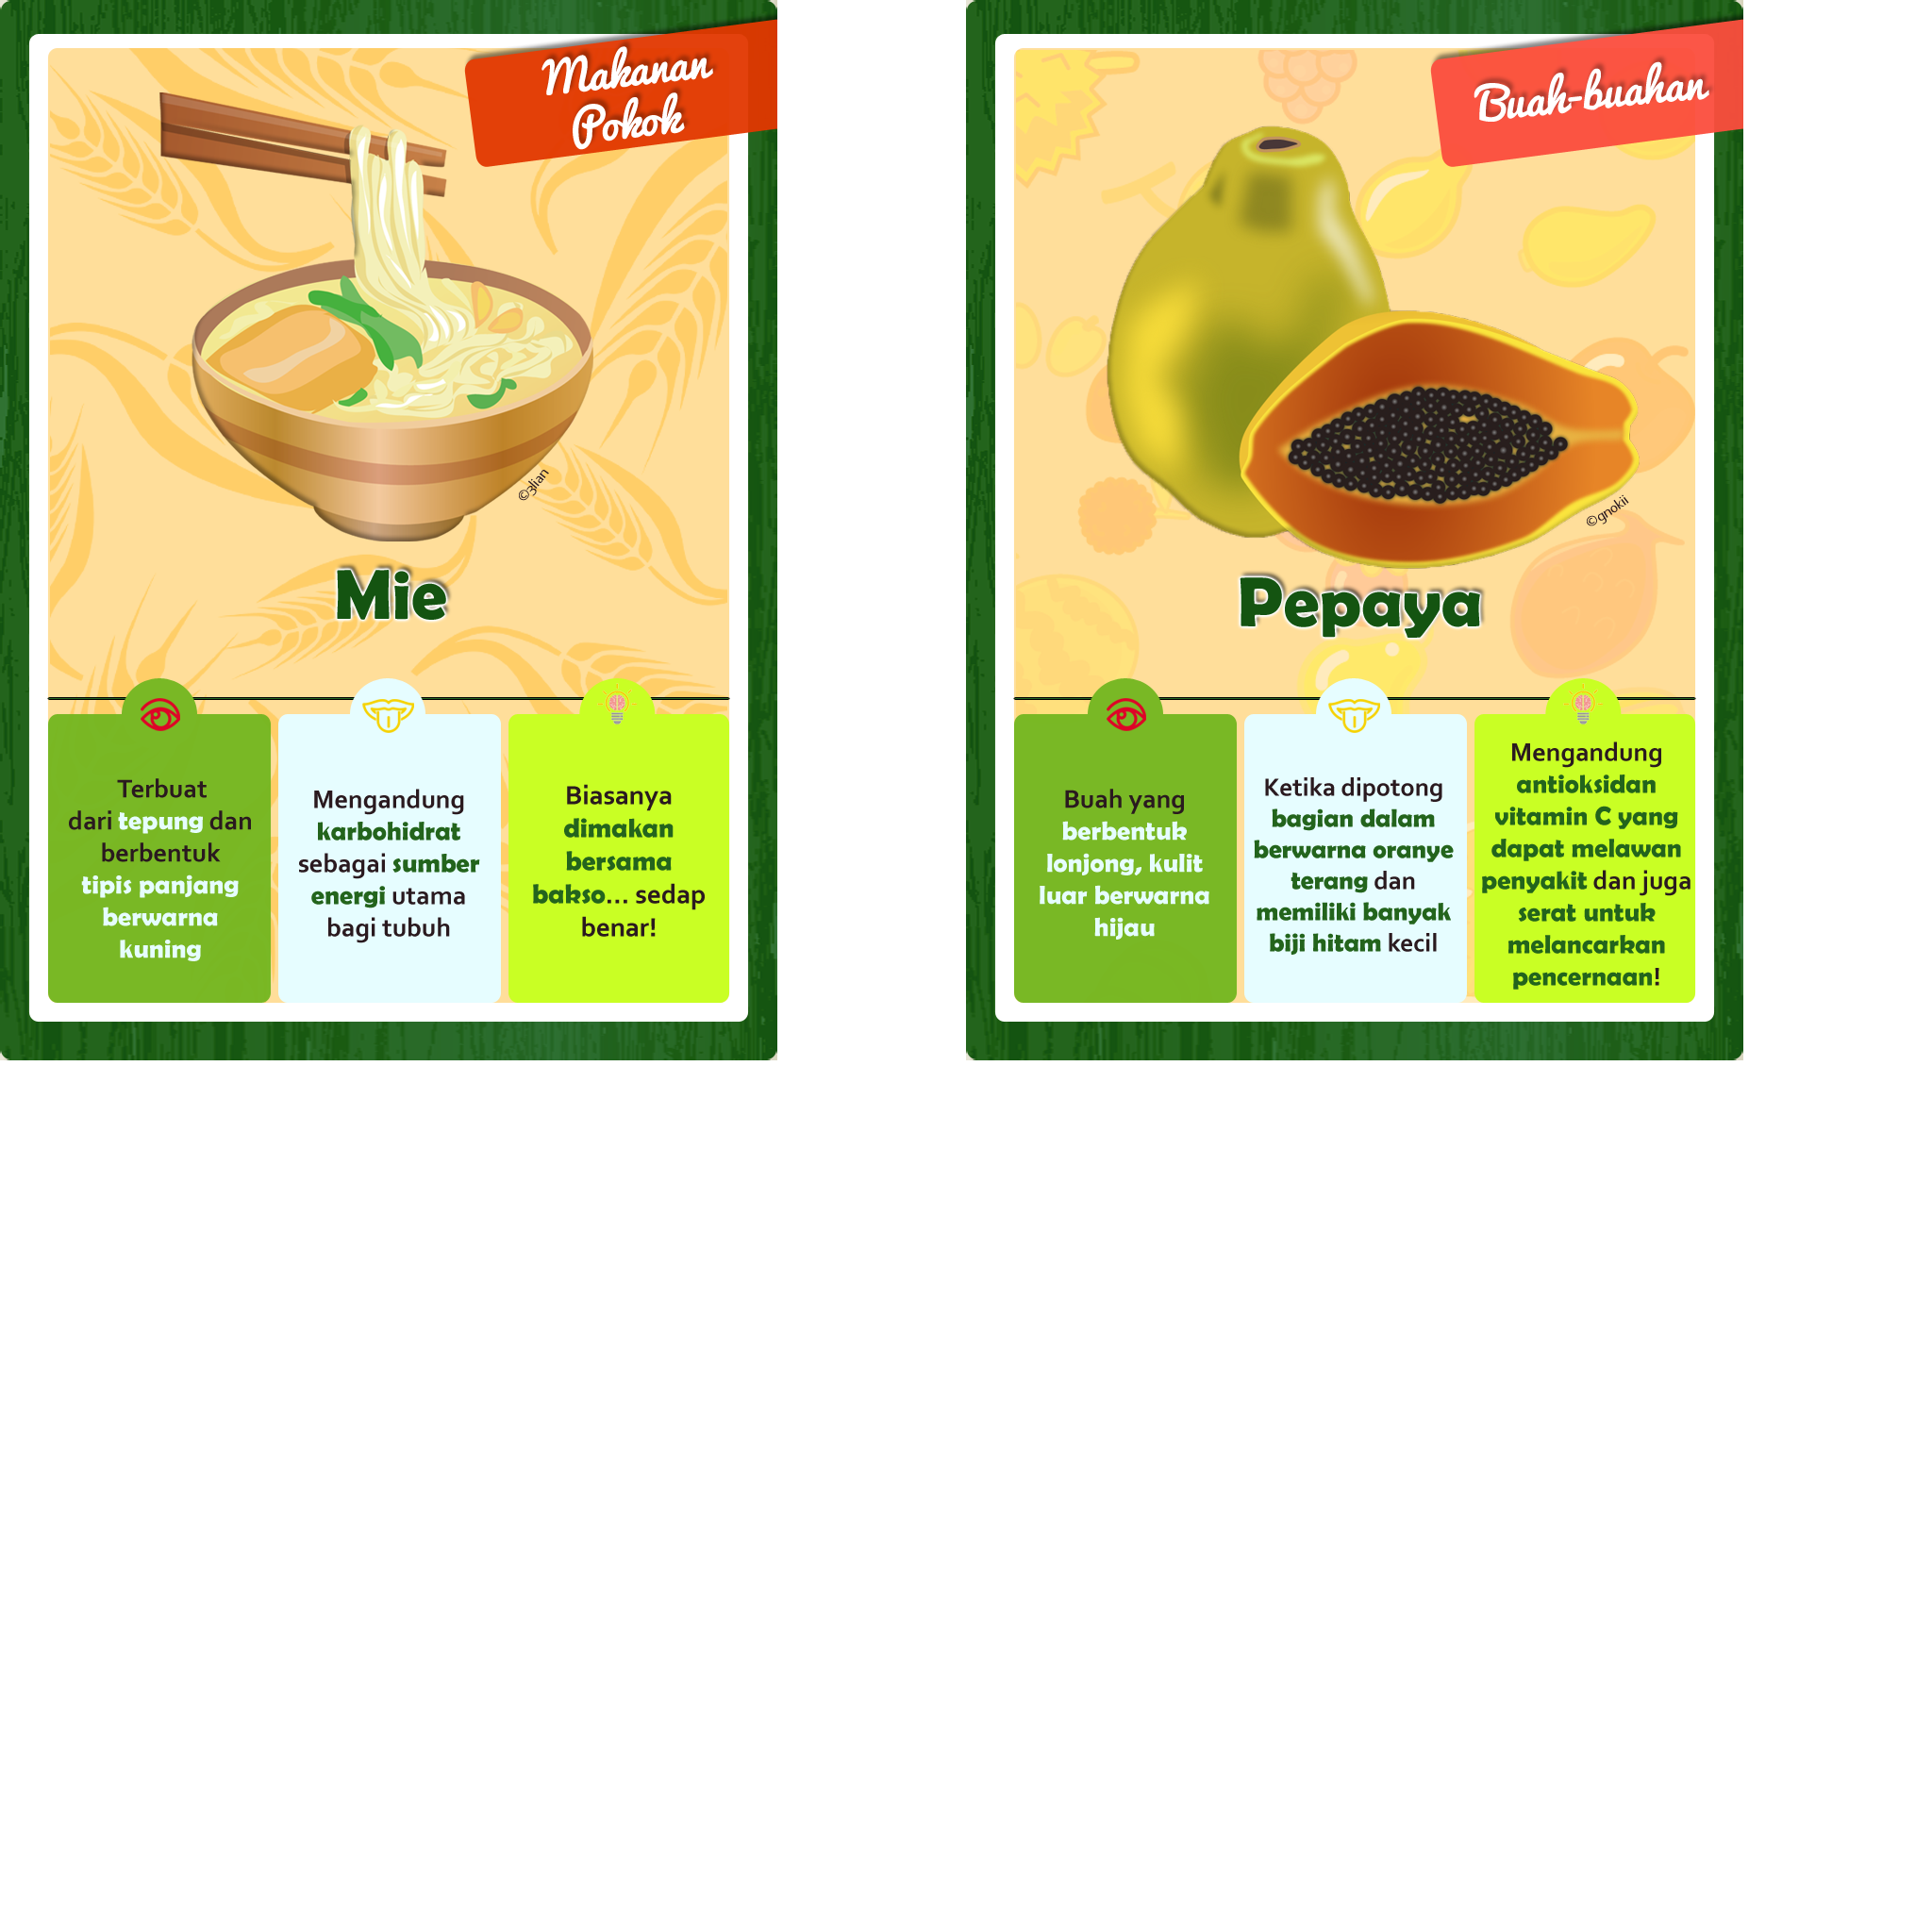 Makanan
Pokok
©3lian
Mie
Terbuat
dari tepung dan
berbentuk
tipis panjang
berwarna
kuning
Mengandung
karbohidrat
sebagai sumber
energi utama
bagi tubuh
Biasanya
dimakan
bersama
bakso... sedap
benar!
Buah-buahan
©gnokii
Pepaya
Buah yang
berbentuk
lonjong, kulit
luar berwarna
hijau
Ketika dipotong
bagian dalam
berwarna oranye
terang dan
memiliki banyak
biji hitam kecil
Mengandung
antioksidan
vitamin C yang
dapat melawan
penyakit dan juga
serat untuk
melancarkan
pencernaan!